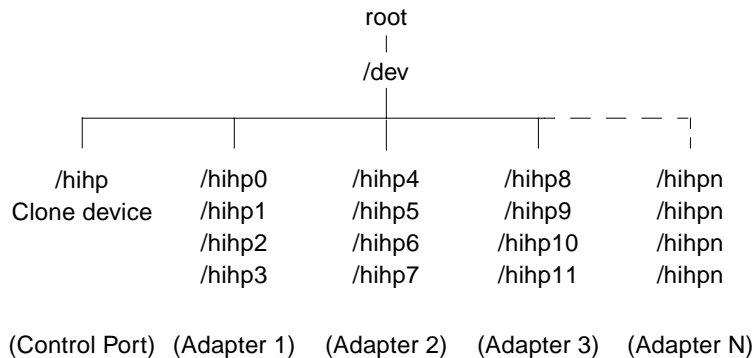 root
/dev
/hihp /hihp0 /hihp4 /hihp8 /hihpn
Clone device /hihp1 /hihp5 /hihp9 /hihpn
/hihp2 /hihp6 /hihp10 /hihpn
/hihp3 /hihp7 /hihp11 /hihpn
(Control Port) (Adapter 1) (Adapter 2) (Adapter 3) (Adapter N)